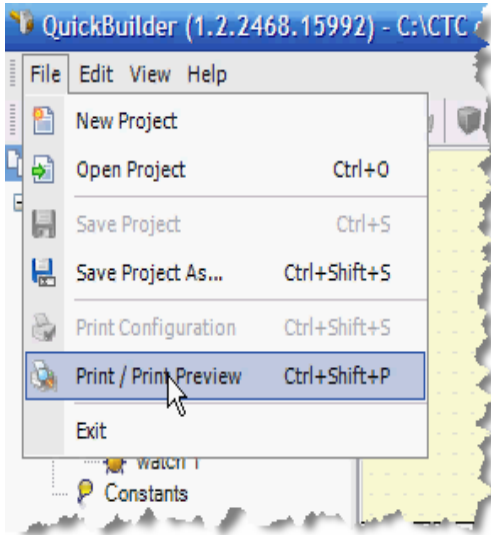 QuickBuilder (1.2.2468.15992) - C:\CTC
File Edit View Help
New Project
Open Project Ctrl+O
Save Project Ctrl+S
Save Project As... Ctrl+Shift+S
Print Configuration Ctrl+Shift+S
Print / Print Preview Ctrl+Shift+P
Exit
watch 1
Constants